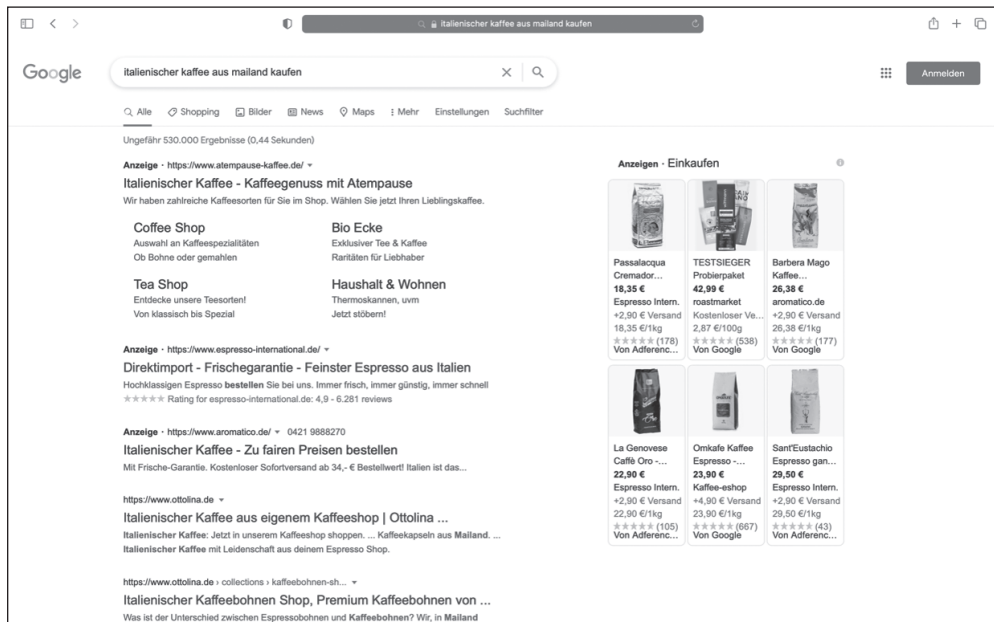 italienischer kaffee aus mailand kaufen
Google
italienischer kaffee aus mailand kaufen
Anmelden
Alle Shopping Bilder News Maps Mehr Einstellungen Suchfilter
Ungefähr 530.000 Ergebnisse (0,44 Sekunden)
Anzeige · https://www.atempause-kaffee.de/
Italienischer Kaffee - Kaffeegenuss mit Atempause
Wir haben zahlreiche Kaffeesorten für Sie im Shop. Wählen Sie jetzt Ihren Lieblingskaffee.
Coffee Shop
Auswahl an Kaffeespezialitäten
Ob Bohne oder gemahlen
Bio Ecke
Exklusiver Tee & Kaffee
Raritäten für Liebhaber
Tea Shop
Entdecke unsere Teesorten!
Von klassisch bis Spezial
Haushalt & Wohnen
Thermoskannen, uvm
Jetzt stöbern!
Anzeige · https://www.espresso-international.de/
Direktimport - Frischegarantie - Feinster Espresso aus Italien
Hochklassigen Espresso bestellen Sie bei uns. Immer frisch, immer günstig, immer schnell
★★★★★ Rating for espresso-international.de: 4,9 - 6.281 reviews
Anzeige · https://www.aromatico.de/ 0421 9888270
Italienischer Kaffee - Zu fairen Preisen bestellen
Mit Frische-Garantie. Kostenloser Sofortversand ab 34,- € Bestellwert! Italien ist das...
https://www.ottolina.de
Italienischer Kaffee aus eigenem Kaffeeshop | Ottolina ...
Italienischer Kaffee: Jetzt in unserem Kaffeeshop shoppen. ... Kaffeekapseln aus Mailand. ...
Italienischer Kaffee mit Leidenschaft aus deinem Espresso Shop.
https://www.ottolina.de › collections › kaffeebohnen-sh...
Italienischer Kaffeebohnen Shop, Premium Kaffeebohnen von ...
Was ist der Unterschied zwischen Espressobohnen und Kaffeebohnen? Wir, in Mailand
Anzeigen · Einkaufen
Passalacqua
Cremador...
18,35 €
Espresso Intern.
+2,90 € Versand
18,35 €/1kg
★★★★★ (178)
Von Adferenc...
TESTSIEGER
Probierpaket
42,99 €
roastmarket
Kostenloser Ve...
2,87 €/100g
★★★★★ (538)
Von Google
Barbera Mago
Kaffee...
26,38 €
aromatico.de
+2,90 € Versand
26,38 €/1kg
★★★★★ (177)
Von Google
La Genovese
Caffè Oro -...
22,90 €
Espresso Intern.
+2,90 € Versand
22,90 €/1kg
★★★★★ (105)
Von Adferenc...
Omkafe Kaffee
Espresso -...
23,90 €
Kaffee-eshop
+4,90 € Versand
23,90 €/1kg
★★★★★ (667)
Von Google
Sant'Eustachio
Espresso gan...
29,50 €
Espresso Intern.
+2,90 € Versand
29,50 €/1kg
★★★★★ (43)
Von Adferenc...